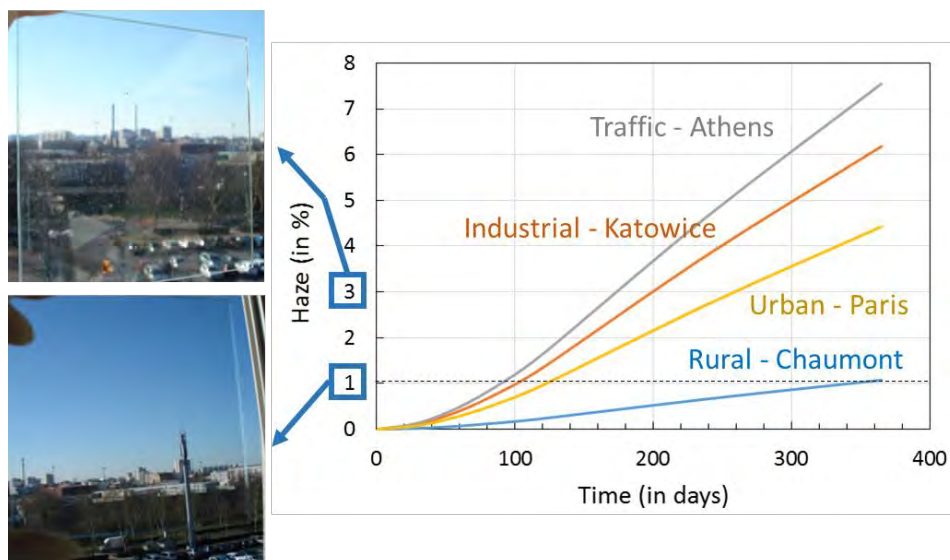 8
7
6
5
4
3
2
1
0
Haze (in %)
Traffic - Athens
Industrial - Katowice
Urban - Paris
Rural - Chaumont
0 100 200 300 400
Time (in days)